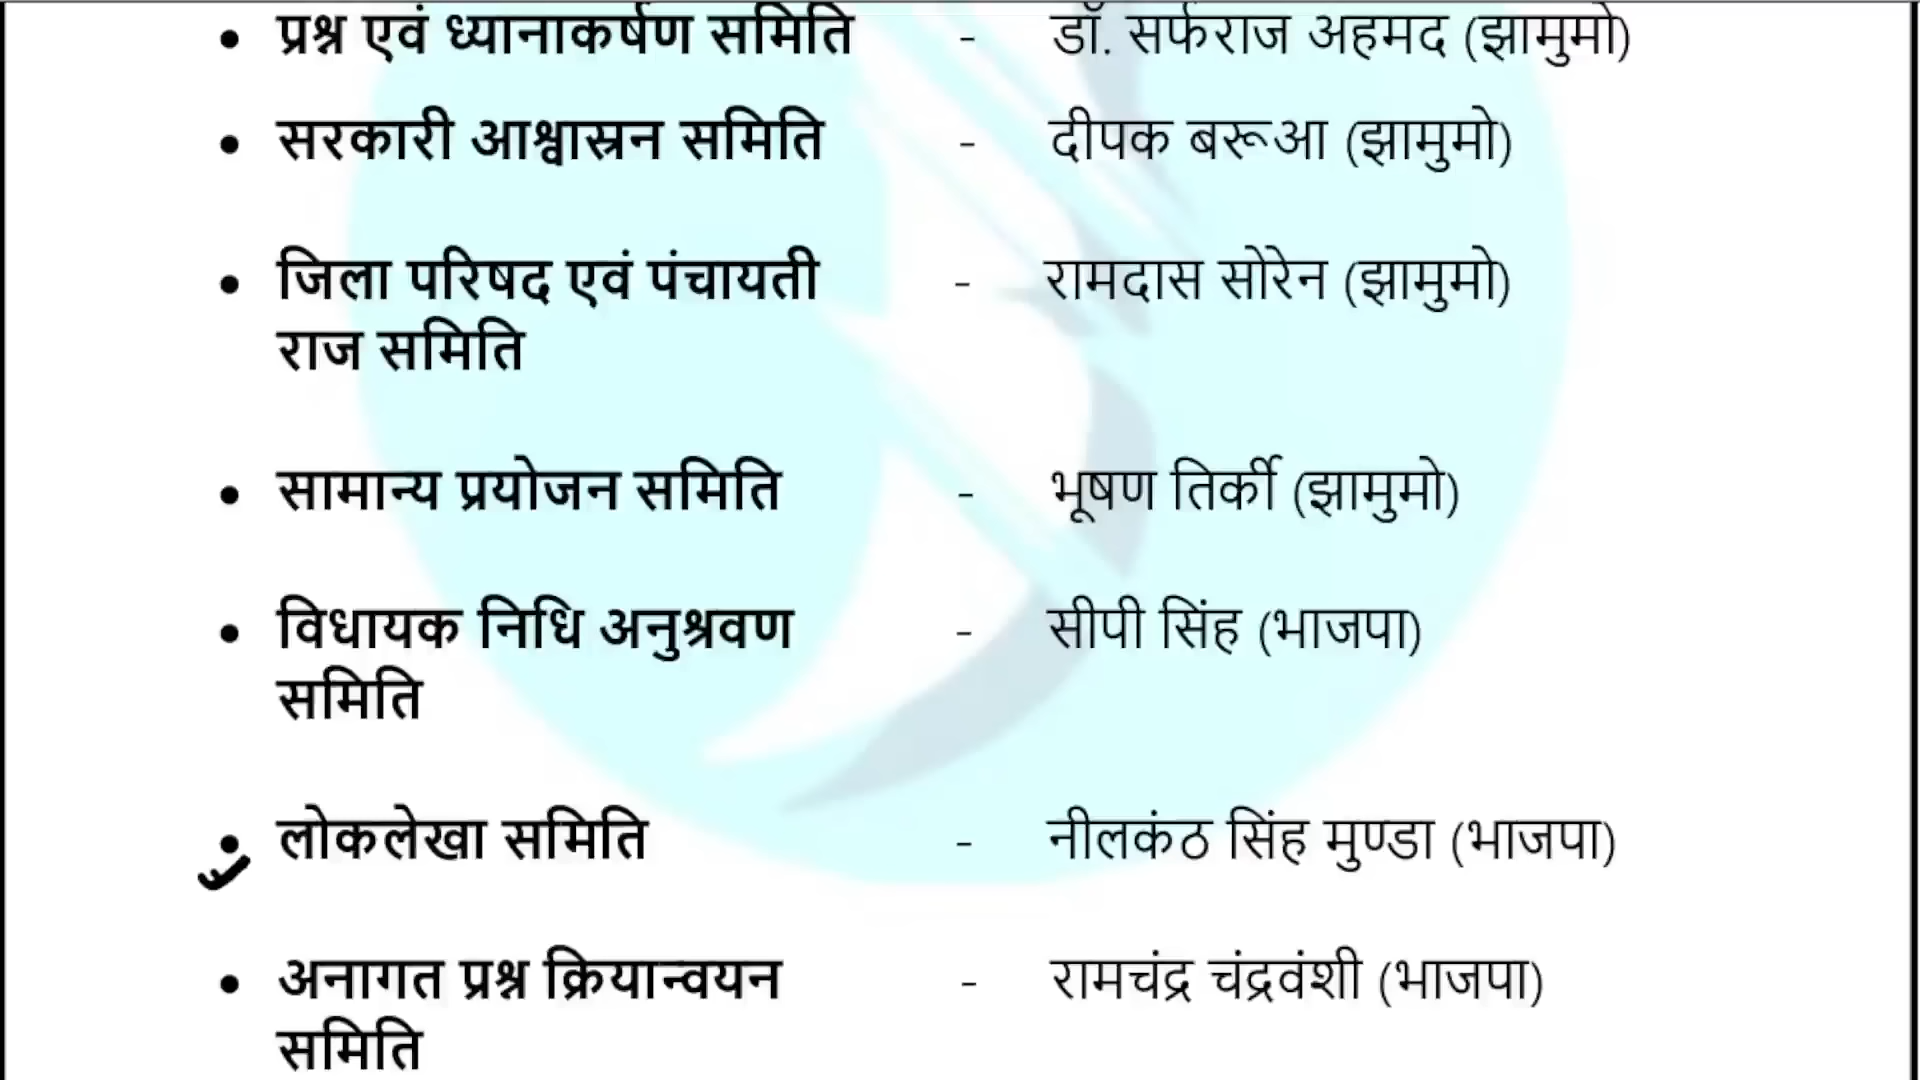 • प्रश्न एवं ध्यानाकर्षण समिति - डॉ. सर्फराज अहमद (झामुमो)
• सरकारी आश्वास्रन समिति - दीपक बरूआ (झामुमो)
• जिला परिषद एवं पंचायती - रामदास सोरेन (झामुमो)
राज समिति
• सामान्य प्रयोजन समिति - भूषण तिर्की (झामुमो)
• विधायक निधि अनुश्रवण - सीपी सिंह (भाजपा)
समिति
• लोकलेखा समिति - नीलकंठ सिंह मुण्डा (भाजपा)
• अनागत प्रश्न क्रियान्वयन - रामचंद्र चंद्रवंशी (भाजपा)
समिति